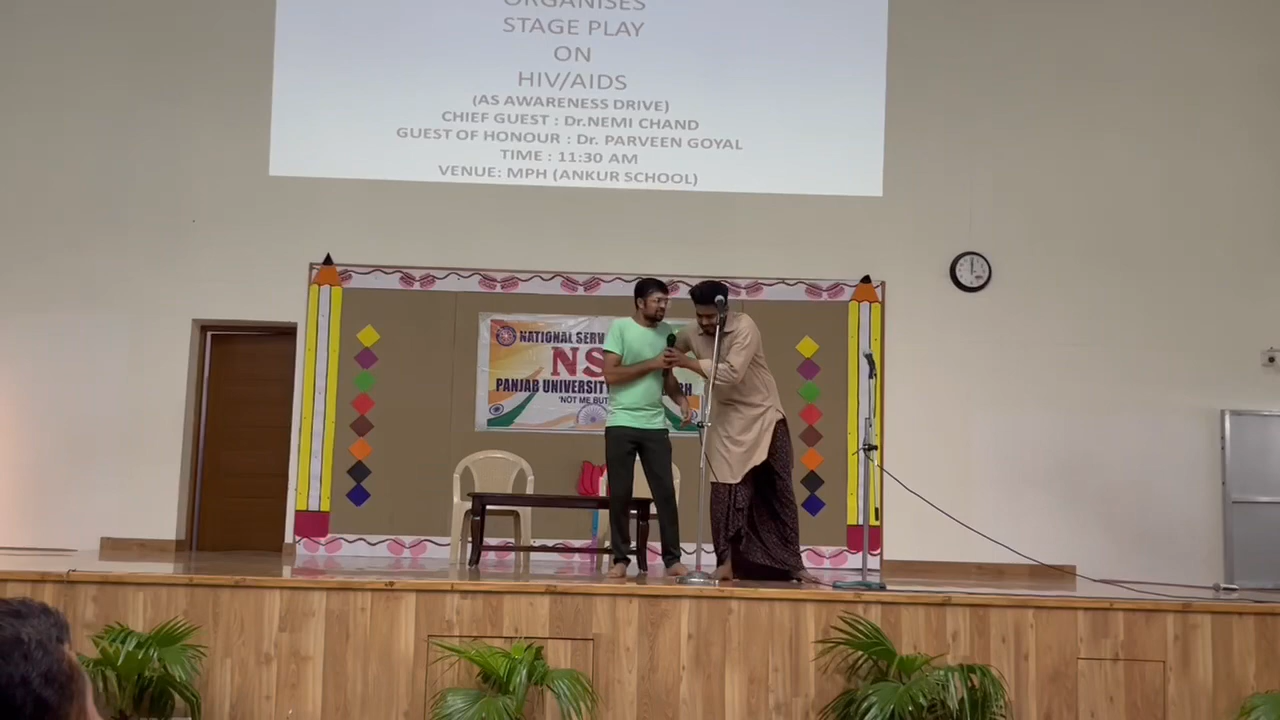 ORGANISES
STAGE PLAY
ON
HIV/AIDS
(AS AWARENESS DRIVE)
CHIEF GUEST : Dr.NEMI CHAND
GUEST OF HONOUR : Dr. PARVEEN GOYAL
TIME : 11:30 AM
VENUE: MPH (ANKUR SCHOOL)
NATIONAL SERV
NS
PANJAB UNIVERSITY
'NOT ME BUT